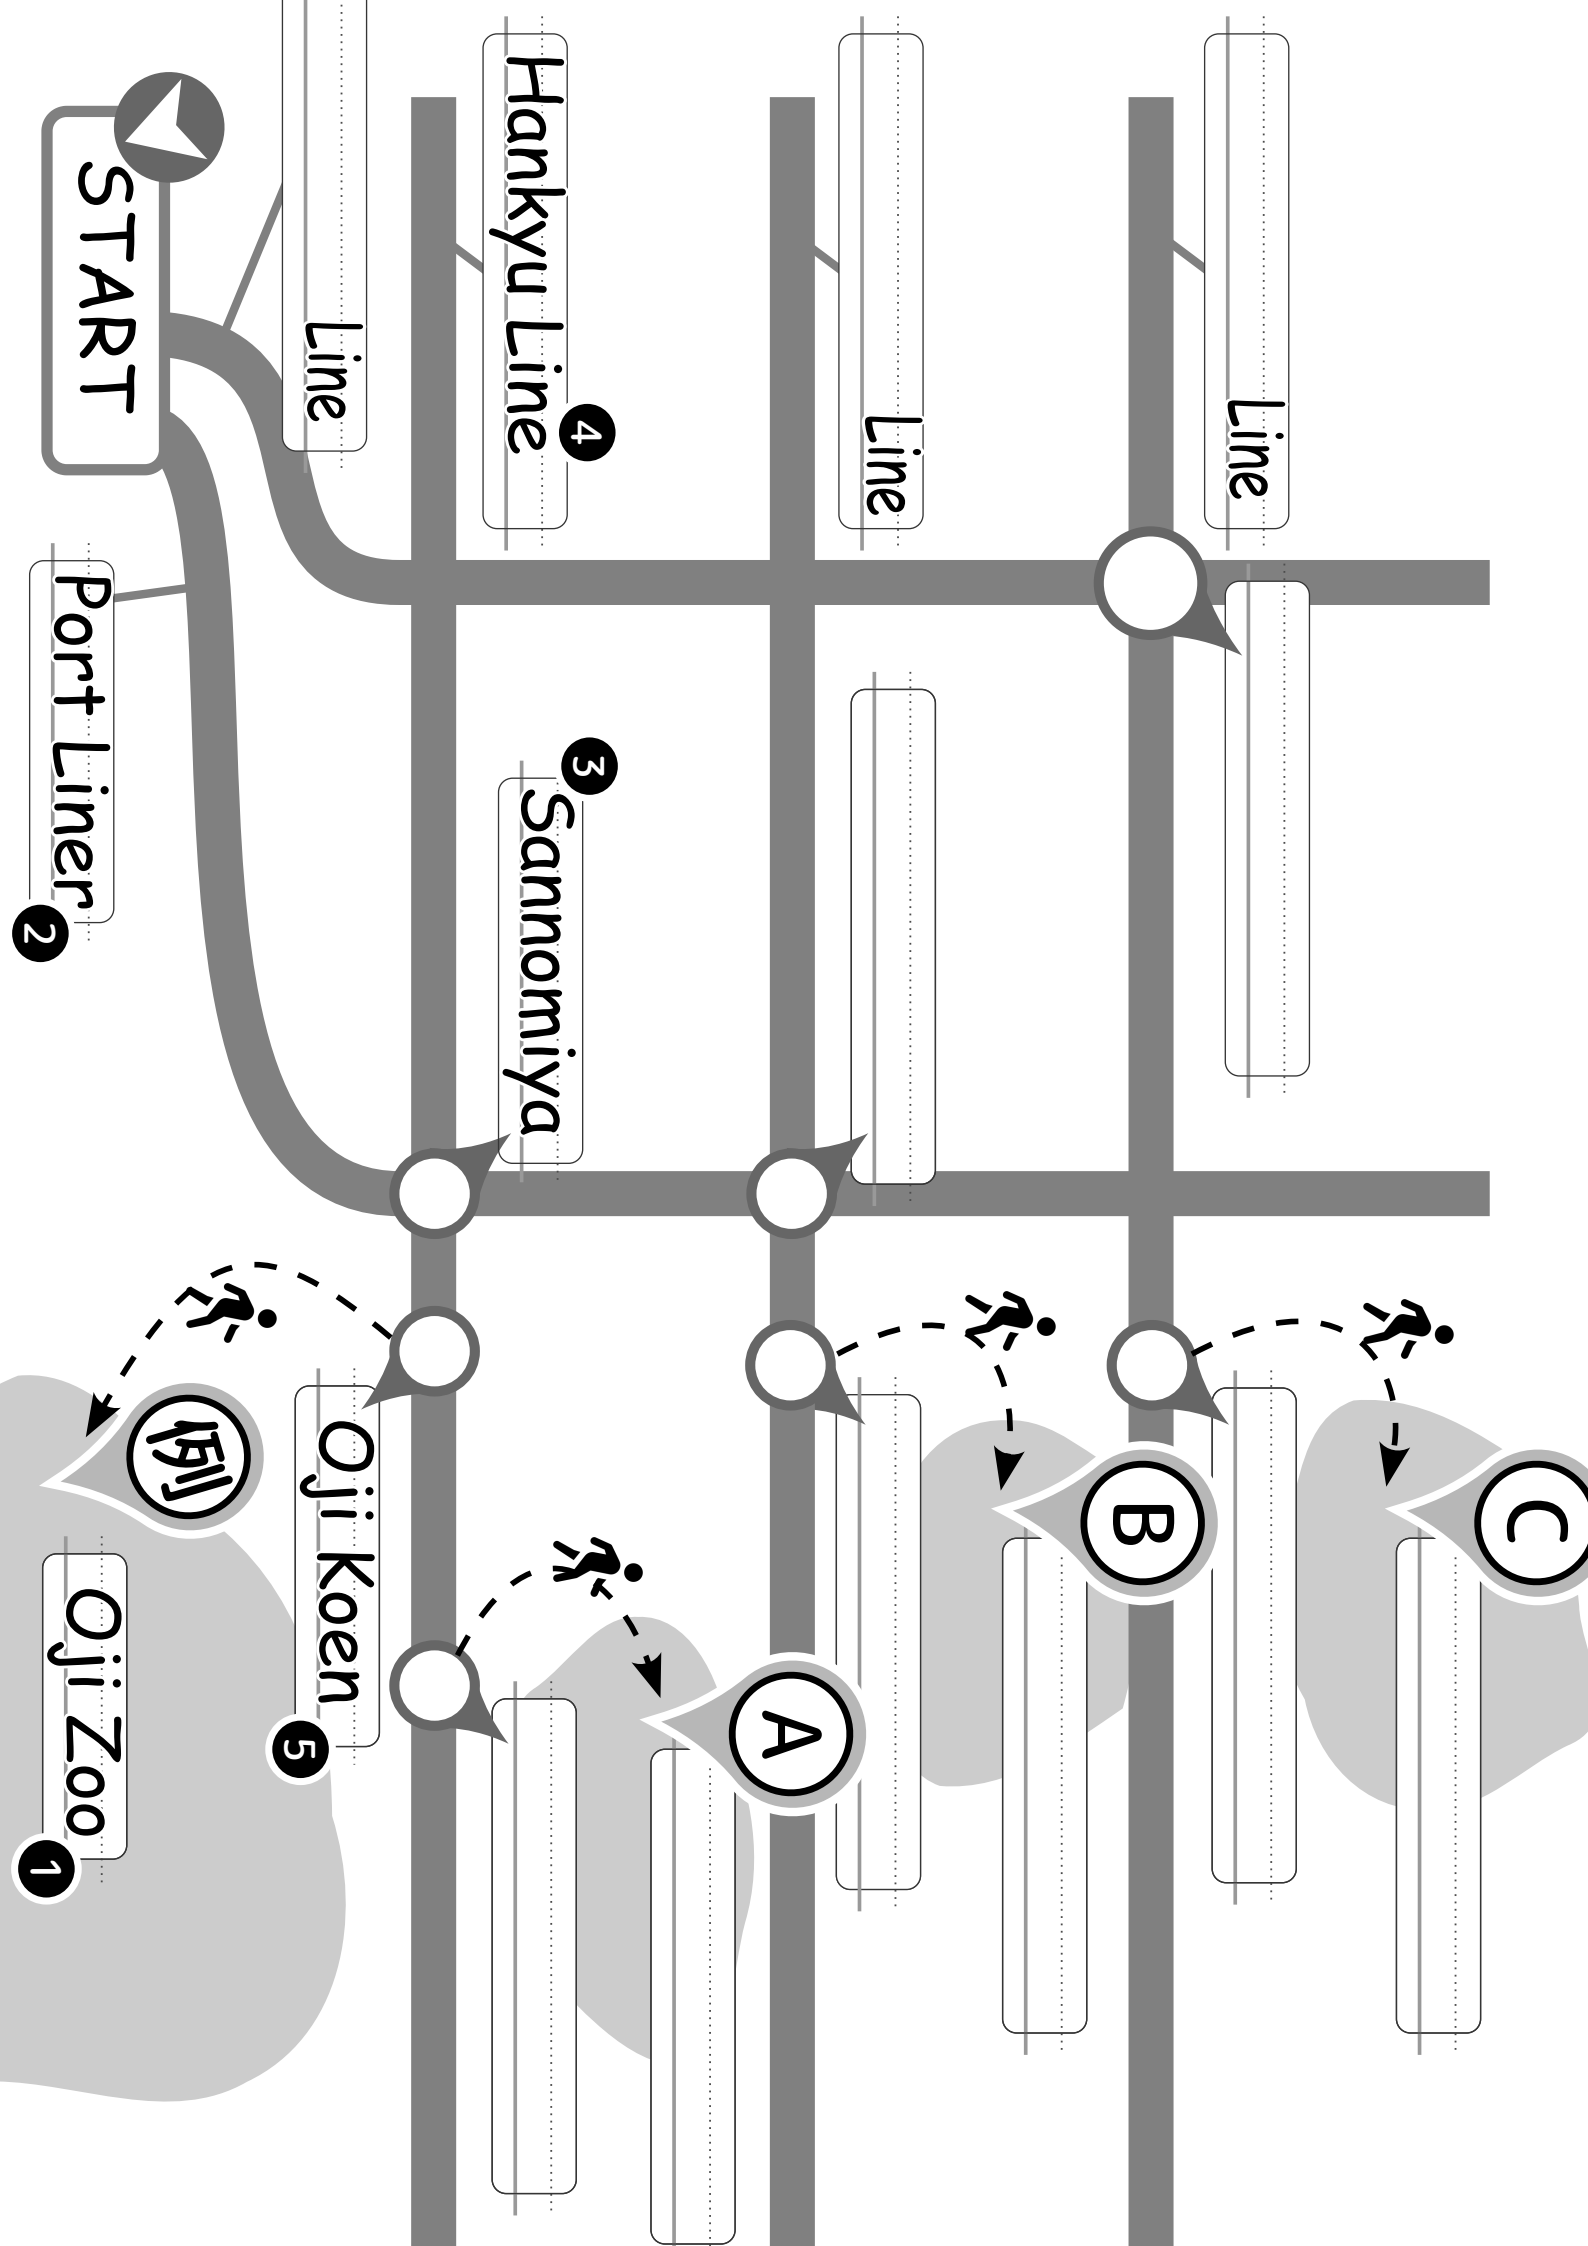 START
Line
Hankyu Line
4
Line
Line
Port Liner
2
3
Sannomiya
例
Oji Koen
5
Oji Zoo
1
A
B
C